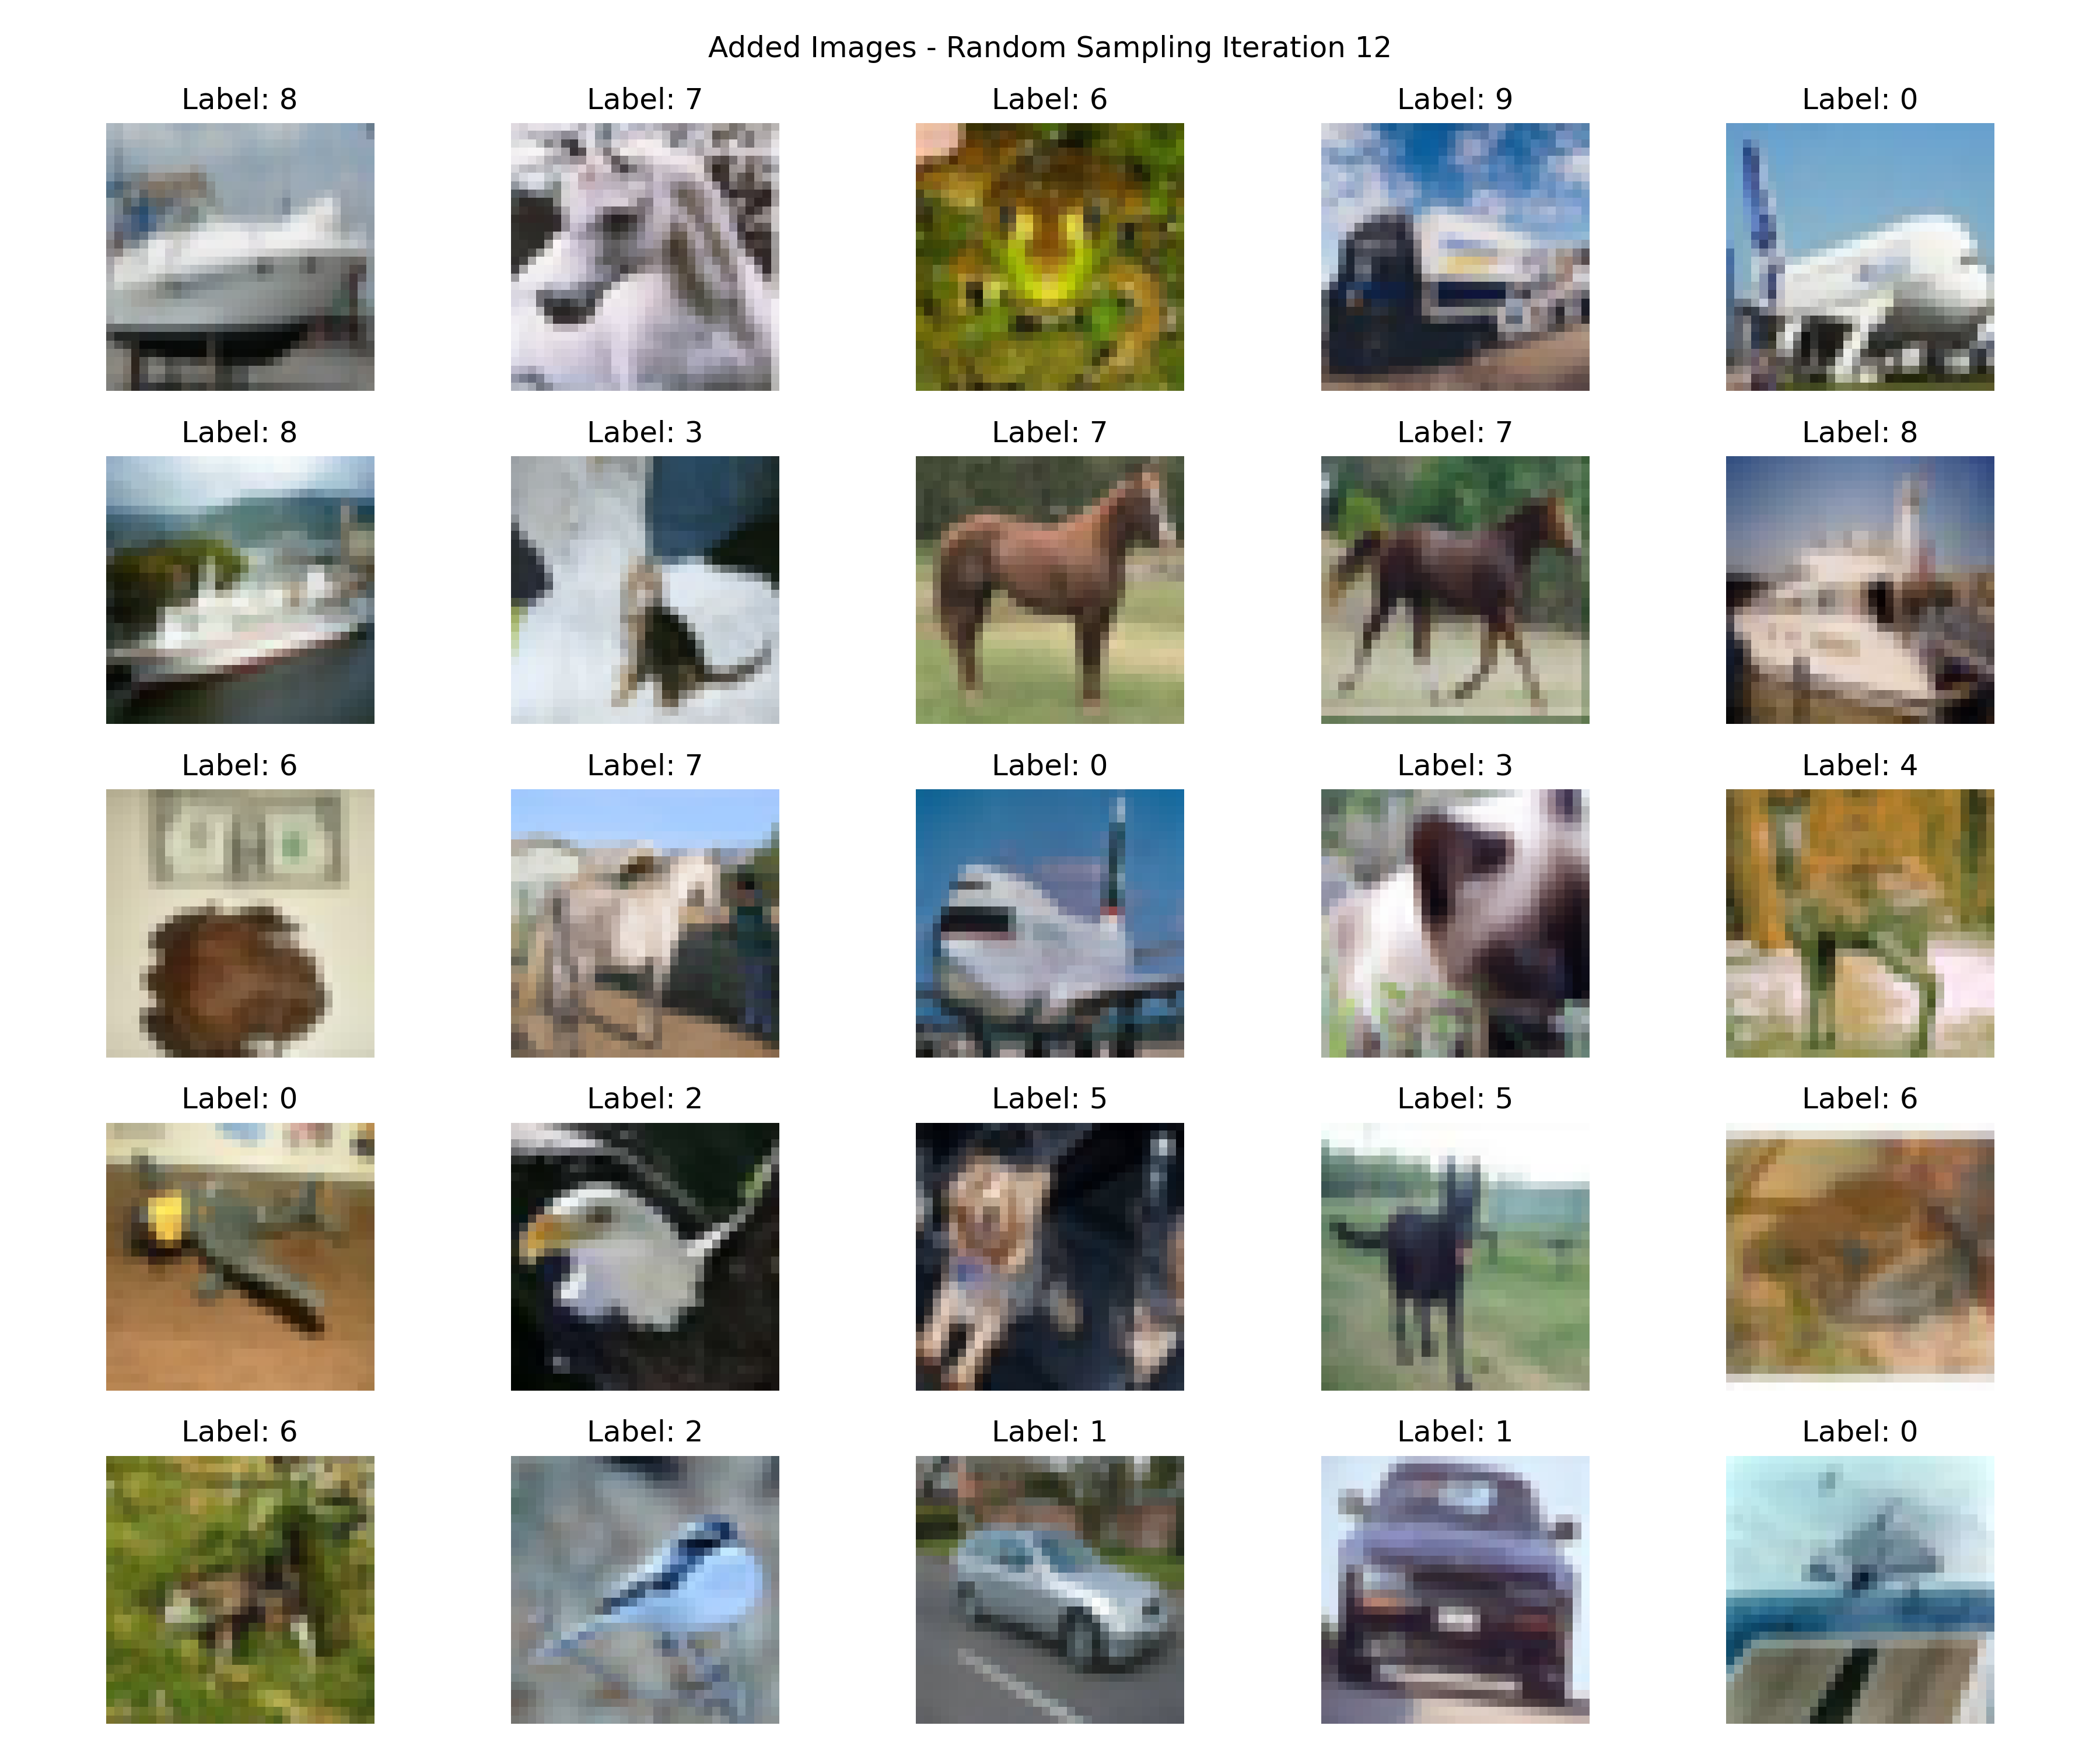 Added Images - Random Sampling Iteration 12
Label: 8 Label: 7 Label: 6 Label: 9 Label: 0
Label: 8 Label: 3 Label: 7 Label: 7 Label: 8
Label: 6 Label: 7 Label: 0 Label: 3 Label: 4
Label: 0 Label: 2 Label: 5 Label: 5 Label: 6
Label: 6 Label: 2 Label: 1 Label: 1 Label: 0